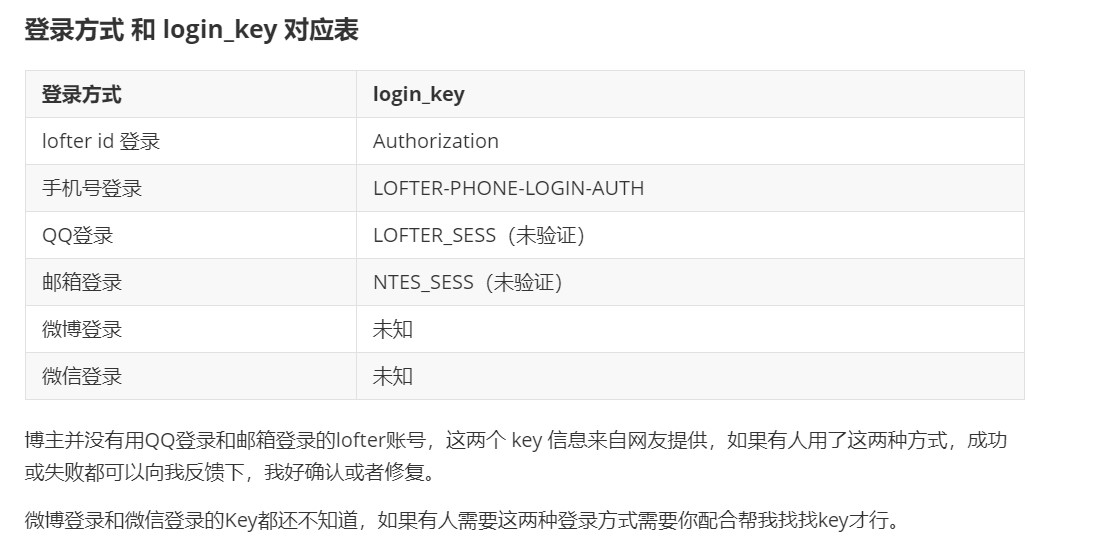 登录方式 和 login_key 对应表
登录方式 login_key
lofter id 登录 Authorization
手机号登录 LOFTER-PHONE-LOGIN-AUTH
QQ登录 LOFTER_SESS（未验证）
邮箱登录 NTES_SESS（未验证）
微博登录 未知
微信登录 未知
博主并没有用QQ登录和邮箱登录的lofter账号，这两个 key 信息来自网友提供，如果有人用了这两种方式，成功
或失败都可以向我反馈下，我好确认或者修复。
微博登录和微信登录的Key都还不知道，如果有人需要这两种登录方式需要你配合帮我找找key才行。